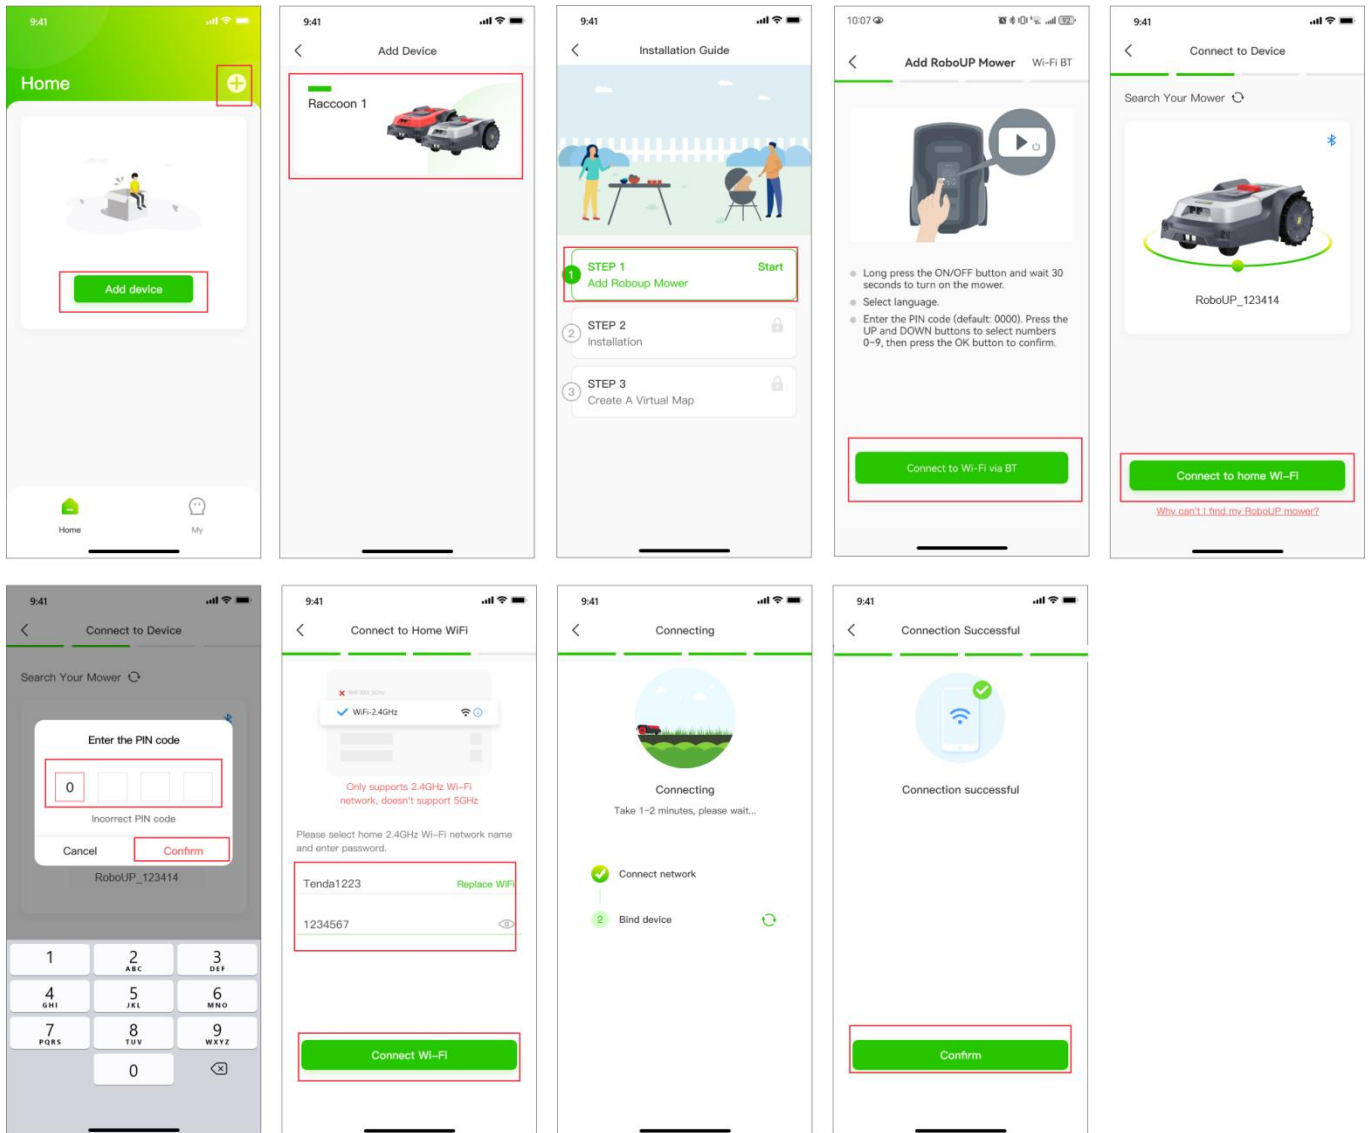 9:41
Home
Add device
Home
My
9:41
Add Device
Raccoon 1
9:41
Installation Guide
1
STEP 1
Start
Add Roboup Mower
2
STEP 2
Installation
3
STEP 3
Create A Virtual Map
10:07
92
Add RoboUP Mower
Wi-Fi BT
Long press the ON/OFF button and wait 30
seconds to turn on the mower.
Select language.
Enter the PIN code (default: 0000). Press the
UP and DOWN buttons to select numbers
0-9, then press the OK button to confirm.
Connect to Wi-Fi via BT
9:41
Connect to Device
Search Your Mower
RoboUP_123414
Connect to home Wi-Fi
Why can't I find my RoboUP mower?
9:41
Connect to Device
Search Your Mower
Enter the PIN code
0
Incorrect PIN code
Cancel
Confirm
RoboUP_123414
1
2
ABC
3
DEF
4
GHI
5
JKL
6
MNO
7
PQRS
8
TUV
9
WXYZ
0
9:41
Connect to Home WiFi
WiFi-2.4GHz
Only supports 2.4GHz Wi-Fi
network, doesn't support 5GHz
Please select home 2.4GHz Wi-Fi network name
and enter password.
Tenda1223
Replace WiFi
1234567
Connect Wi-Fi
9:41
Connecting
Connecting
Take 1~2 minutes, please wait...
Connect network
2
Bind device
9:41
Connection Successful
Connection successful
Confirm